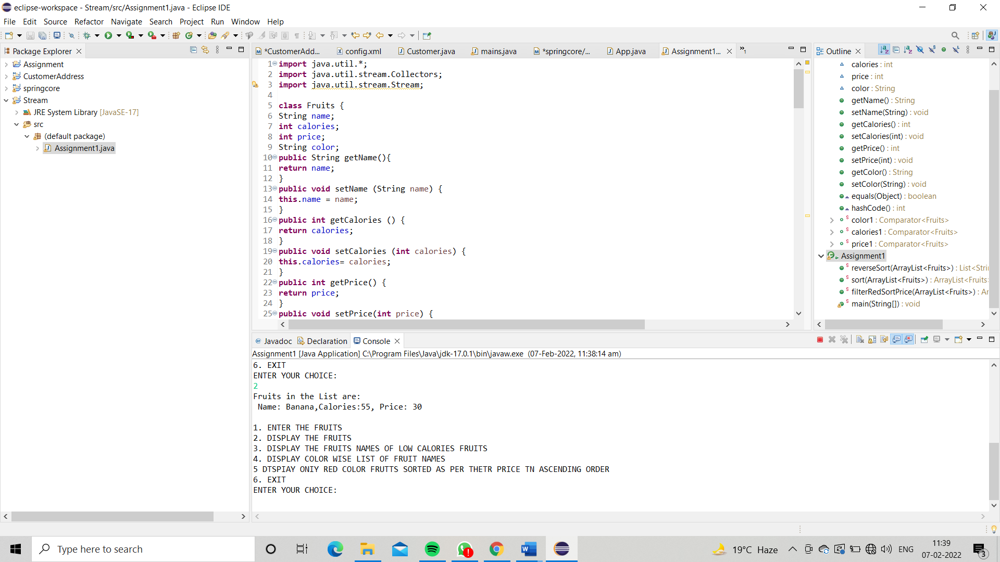 eclipse-workspace - Stream/src/Assignment1.java - Eclipse IDE
File Edit Source Refactor Navigate Search Project Run Window Help
Package Explorer
Assignment
CustomerAddress
springcore
Stream
JRE System Library [JavaSE-17]
src
(default package)
Assignment1.java
*CustomerAdd... config.xml Customer.java mains.java *springcore/... App.java Assignment1... »1
1 import java.util.*;
2 import java.util.stream.Collectors;
3 import java.util.stream.Stream;
4
5 class Fruits {
6 String name;
7 int calories;
8 int price;
9 String color;
10 public String getName(){
11 return name;
12 }
13 public void setName (String name) {
14 this.name = name;
15 }
16 public int getCalories () {
17 return calories;
18 }
19 public void setCalories (int calories) {
20 this.calories= calories;
21 }
22 public int getPrice() {
23 return price;
24 }
25 public void setPrice(int price) {
Outline
calories : int
price : int
color : String
getName() : String
setName(String) : void
getCalories() : int
setCalories(int) : void
getPrice() : int
setPrice(int) : void
getColor() : String
setColor(String) : void
equals(Object) : boolean
hashCode() : int
color1 : Comparator<Fruits>
calories1 : Comparator<Fruits>
price1 : Comparator<Fruits>
Assignment1
reverseSort(ArrayList<Fruits>) : List<Stri
sort(ArrayList<Fruits>) : ArrayList<Fruits
filterRedSortPrice(ArrayList<Fruits>) : Ar
main(String[]) : void
@ Javadoc Declaration Console
Assignment1 [Java Application] C:\Program Files\Java\jdk-17.0.1\bin\javaw.exe (07-Feb-2022, 11:38:14 am)
6. EXIT
ENTER YOUR CHOICE:
2
Fruits in the List are:
Name: Banana,Calories:55, Price: 30
1. ENTER THE FRUITS
2. DISPLAY THE FRUITS
3. DISPLAY THE FRUITS NAMES OF LOW CALORIES FRUITS
4. DISPLAY COLOR WISE LIST OF FRUIT NAMES
5 DTSPIAY ONIY RED COLOR FRUTTS SORTED AS PER THETR PRICE TN ASCENDING ORDER
6. EXIT
ENTER YOUR CHOICE:
Type here to search
19°C Haze
ENG
11:39
07-02-2022
3